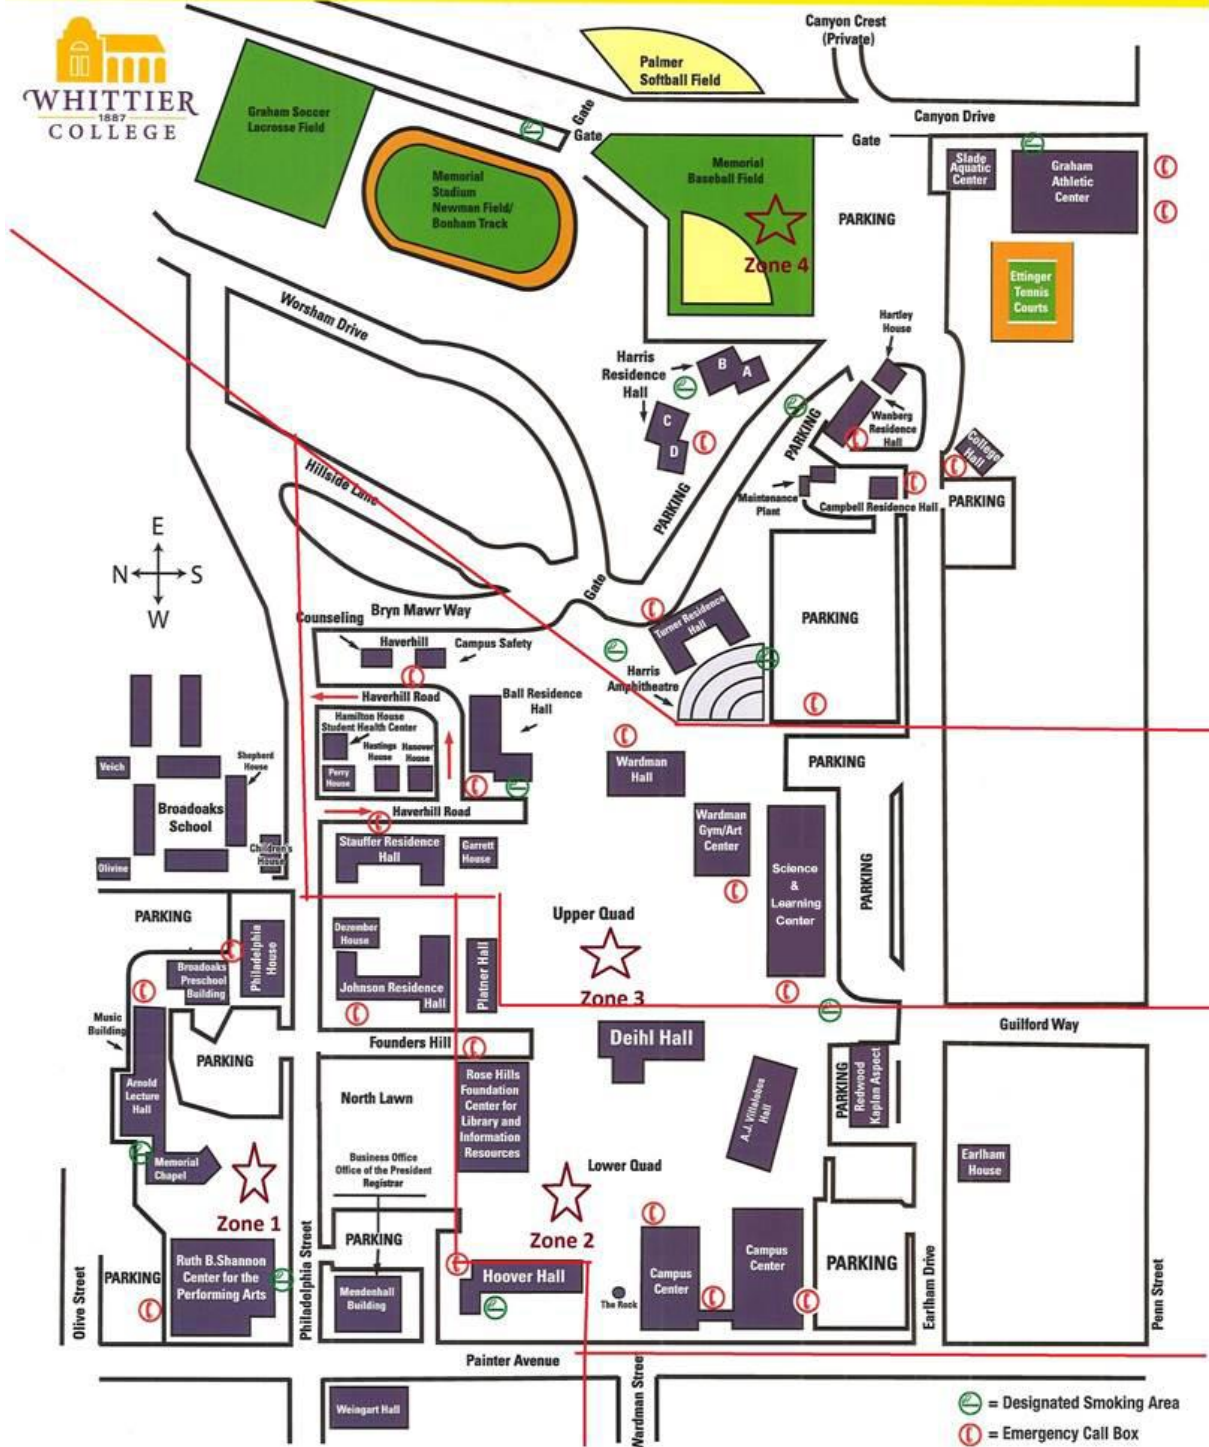 WHITTIER
1887
COLLEGE
Canyon Crest
(Private)
Palmer
Softball Field
Gate
Gate
Canyon Drive
Gate
Graham Soccer
Lacrosse Field
Memorial
Stadium
Newman Field/
Bonham Track
Memorial
Baseball Field
Zone 4
PARKING
Slade
Aquatic
Center
Graham
Athletic
Center
Ettinger
Tennis
Courts
Worsham Drive
Hartley
House
Harris
Residence
Hall
B
A
C
D
PARKING
PARKING
Wanberg
Residence
Hall
College
Hall
Maintenance
Plant
Campbell Residence Hall
PARKING
Hillside Lane
E
N
S
W
Gate
Bryn Mawr Way
Counseling
Haverhill
Campus Safety
Turner Residence
Hall
PARKING
Harris
Amphitheatre
Haverhill Road
Ball Residence
Hall
Hamilton House
Student Health Center
Hastings
House
Hanover
House
Perry
House
Wardman
Hall
PARKING
Veich
Shepherd
House
Broadoaks
School
Olivine
Children's
House
Haverhill Road
Stauffer Residence
Hall
Garrett
House
Wardman
Gym/Art
Center
Science
&
Learning
Center
PARKING
PARKING
Philadelphia
House
Broadoaks
Preschool
Building
Dezember
House
Johnson Residence
Hall
Platner Hall
Upper Quad
Zone 3
Music
Building
PARKING
Arnold
Lecture
Hall
Memorial
Chapel
Founders Hill
Deihl Hall
Guilford Way
North Lawn
Rose Hills
Foundation
Center for
Library and
Information
Resources
A.J. Villalobos
Hall
PARKING
Redwood
Kaplan Aspect
Earlham
House
Business Office
Office of the President
Registrar
Lower Quad
Zone 1
Zone 2
Olive Street
PARKING
Ruth B.Shannon
Center for the
Performing Arts
Philadelphia Street
PARKING
Mendenhall
Building
Hoover Hall
The Rock
Campus
Center
Campus
Center
PARKING
Earlham Drive
Penn Street
Painter Avenue
Wardman Street
Weingart Hall
= Designated Smoking Area
= Emergency Call Box